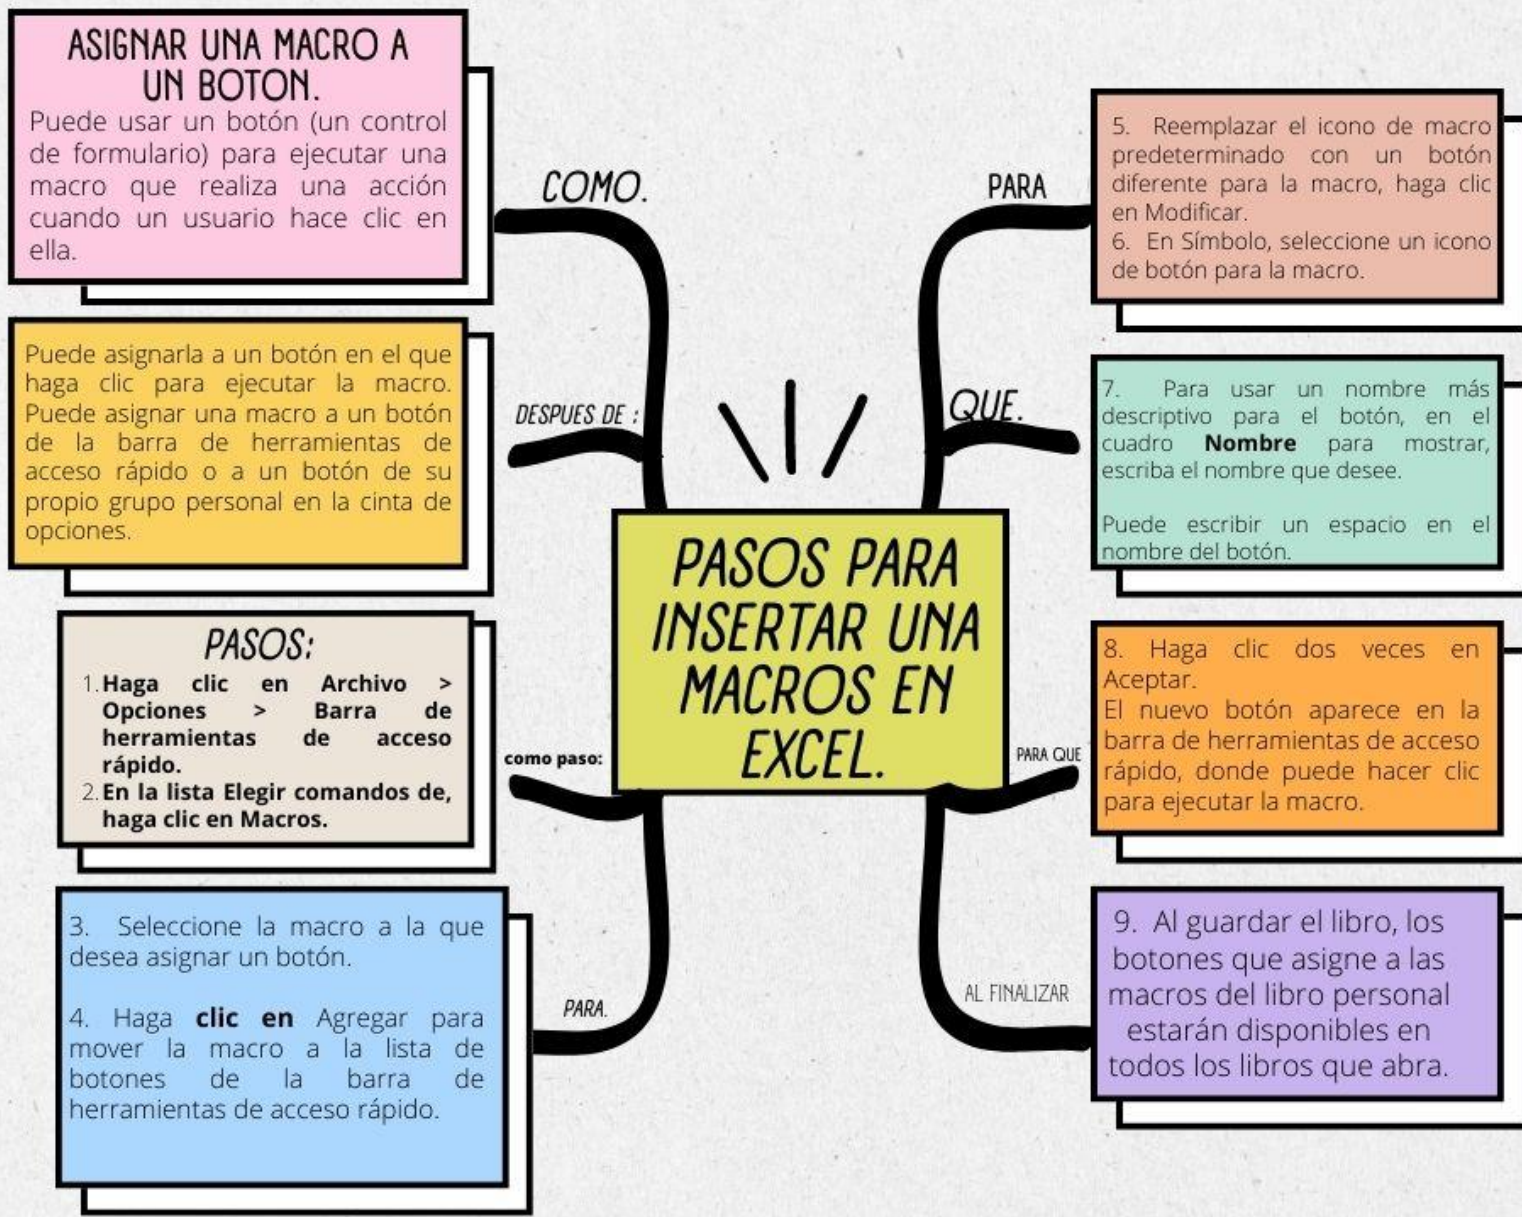 ASIGNAR UNA MACRO A
UN BOTON.
Puede usar un botón (un control
de formulario) para ejecutar una
macro que realiza una acción
cuando un usuario hace clic en
ella.
COMO.
Puede asignarla a un botón en el que
haga clic para ejecutar la macro.
Puede asignar una macro a un botón
de la barra de herramientas de
acceso rápido o a un botón de su
propio grupo personal en la cinta de
opciones.
DESPUES DE :
PASOS:
1. Haga clic en Archivo >
Opciones > Barra de
herramientas de acceso
rápido.
2. En la lista Elegir comandos de,
haga clic en Macros.
como paso:
3. Seleccione la macro a la que
desea asignar un botón.
4. Haga clic en Agregar para
mover la macro a la lista de
botones de la barra de
herramientas de acceso rápido.
PARA.
PASOS PARA
INSERTAR UNA
MACROS EN
EXCEL.
PARA
5. Reemplazar el icono de macro
predeterminado con un botón
diferente para la macro, haga clic
en Modificar.
6. En Símbolo, seleccione un icono
de botón para la macro.
QUE.
7. Para usar un nombre más
descriptivo para el botón, en el
cuadro Nombre para mostrar,
escriba el nombre que desee.
Puede escribir un espacio en el
nombre del botón.
PARA QUE
8. Haga clic dos veces en
Aceptar.
El nuevo botón aparece en la
barra de herramientas de acceso
rápido, donde puede hacer clic
para ejecutar la macro.
AL FINALIZAR
9. Al guardar el libro, los
botones que asigne a las
macros del libro personal
estarán disponibles en
todos los libros que abra.